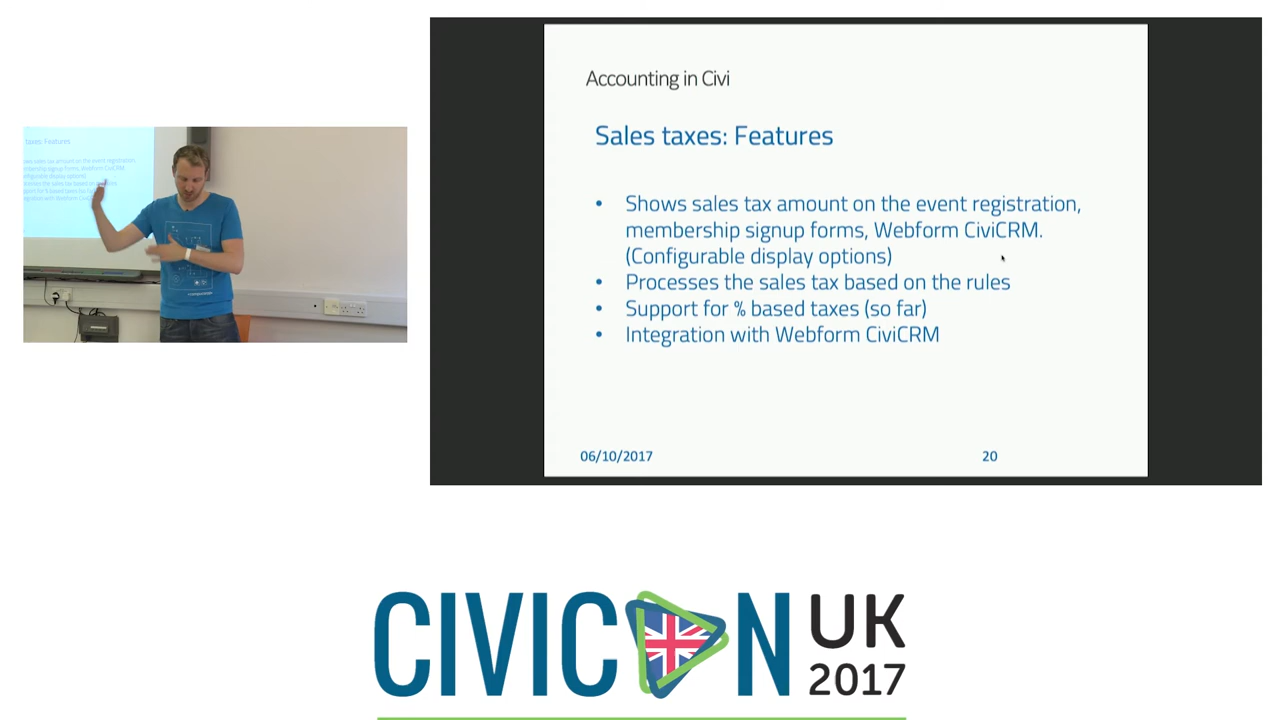 Accounting in Civi
Sales taxes: Features
• Shows sales tax amount on the event registration,
membership signup forms, Webform CiviCRM.
(Configurable display options)
• Processes the sales tax based on the rules
• Support for % based taxes (so far)
• Integration with Webform CiviCRM
06/10/2017
20
taxes: Features
CIVICON UK
2017